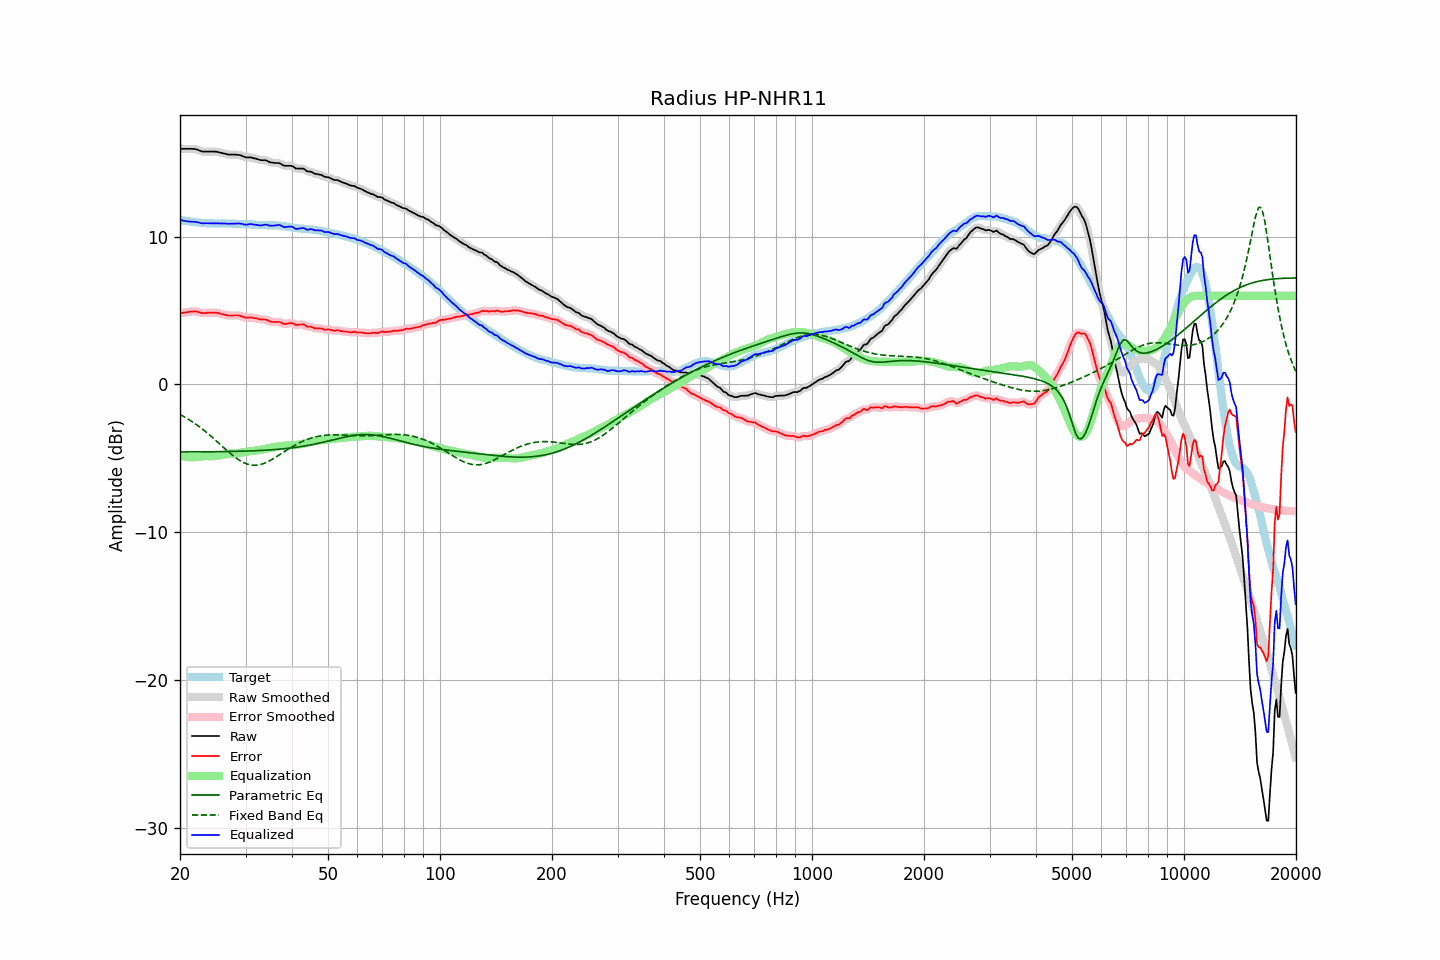 Radius HP-NHR11
Amplitude (dBr)
10
0
−10
−20
−30
Target
Raw Smoothed
Error Smoothed
Raw
Error
Equalization
Parametric Eq
Fixed Band Eq
Equalized
20 50 100 200 500 1000 2000 5000 10000 20000
Frequency (Hz)